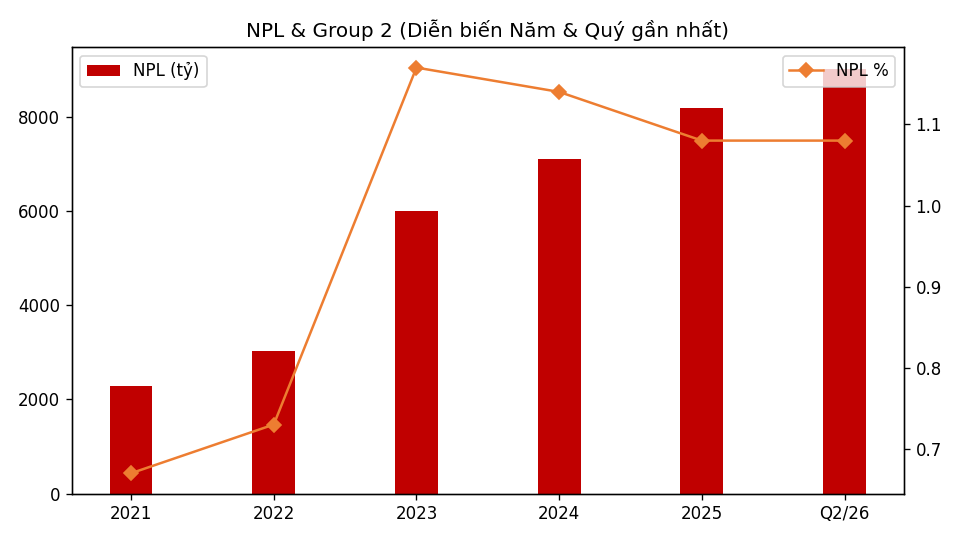 NPL & Group 2 (Diễn biến Năm & Quý gần nhất)
NPL (tỷ)
NPL %
8000
6000
4000
2000
0
1.1
1.0
0.9
0.8
0.7
2021 2022 2023 2024 2025 Q2/26